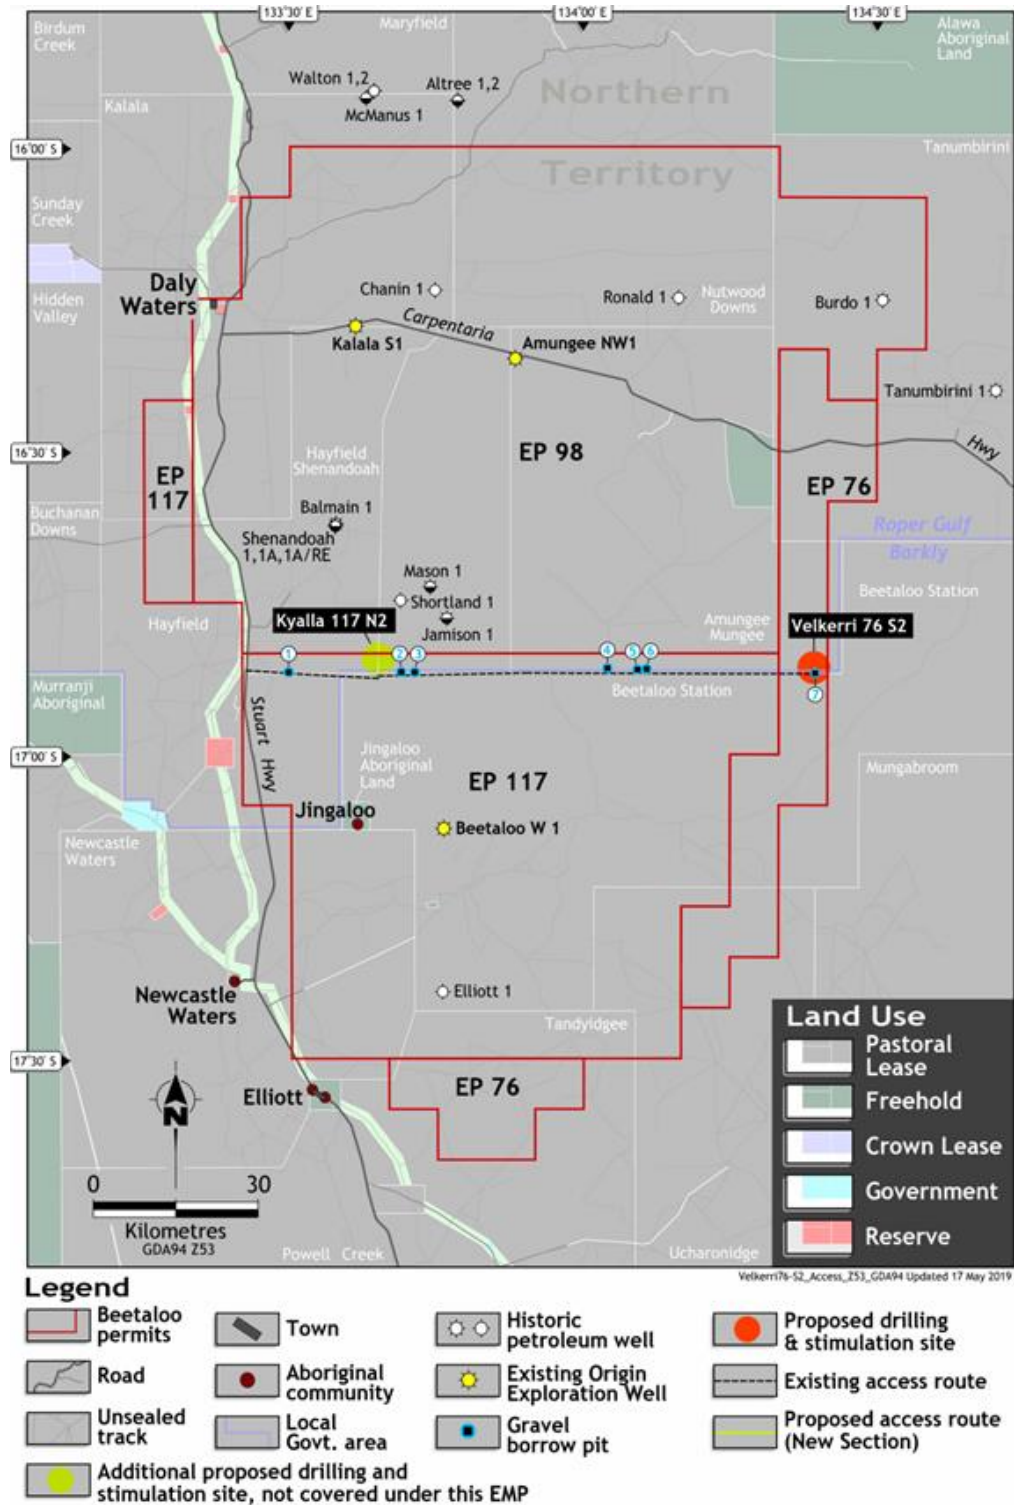 133°30' E
134°00' E
134°30' E
Birdum
Creek
Maryfield
Alawa
Aboriginal
Land
Walton 1,2
Altree 1,2
McManus 1
Northern
Territory
Kalala
16°00' S
Tanumbirini
Sunday
Creek
Hidden
Valley
Daly
Waters
Chanin 1
Ronald 1
Nutwood
Downs
Burdo 1
Kalala S1
Carpentaria
Amungee NW1
Tanumbirini 1
Hwy
16°30' S
EP
117
Hayfield
Shenandoah
EP 98
EP 76
Buchanan
Downs
Balmain 1
Shenandoah
1,1A,1A/RE
Roper Gulf
Barkly
Beetaloo Station
Mason 1
Shortland 1
Jamison 1
Kyalla 117 N2
Hayfield
Amungee
Mungee
Velkerri 76 S2
1
2
3
4
5
6
7
Beetaloo Station
Murranji
Aboriginal
Stuart Hwy
17°00' S
Jingaloo
Aboriginal
Land
EP 117
Mungabroom
Jingaloo
Beetaloo W 1
Newcastle
Waters
Newcastle
Waters
Elliott 1
Tandyidgee
17°30' S
Elliott
EP 76
N
0
30
Kilometres
GDA94 Z53
Powell Creek
Ucharonidge
Land Use
Pastoral
Lease
Freehold
Crown Lease
Government
Reserve
Velkerri76-S2_Access_Z53_GDA94 Updated 17 May 2019
Legend
Beetaloo
permits
Town
Historic
petroleum well
Proposed drilling
& stimulation site
Road
Aboriginal
community
Existing Origin
Exploration Well
Existing access route
Unsealed
track
Local
Govt. area
Gravel
borrow pit
Proposed access route
(New Section)
Additional proposed drilling and
stimulation site, not covered under this EMP